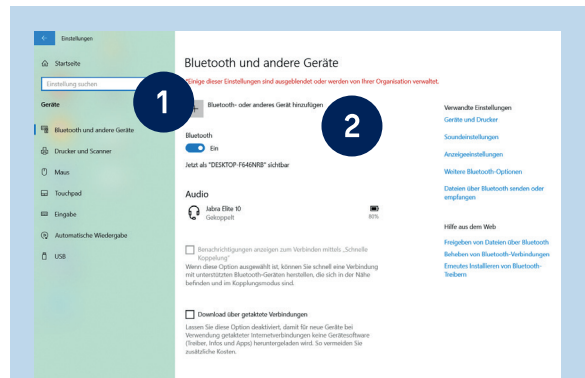 Einstellungen
Startseite
Einstellung suchen
Geräte
Bluetooth und andere Geräte
Drucker und Scanner
Maus
Touchpad
Eingabe
Automatische Wiedergabe
USB
1
Bluetooth und andere Geräte
*Einige dieser Einstellungen sind ausgeblendet oder werden von Ihrer Organisation verwaltet.
Bluetooth- oder anderes Gerät hinzufügen
2
Bluetooth
Ein
Jetzt als "DESKTOP-F646NRB" sichtbar
Audio
Jabra Elite 10
Gekoppelt
80%
Benachrichtigungen anzeigen zum Verbinden mittels „Schnelle
Koppelung"
Wenn diese Option ausgewählt ist, können Sie schnell eine Verbindung
mit unterstützten Bluetooth-Geräten herstellen, die sich in der Nähe
befinden und im Kopplungsmodus sind.
Download über getaktete Verbindungen
Lassen Sie diese Option deaktiviert, damit für neue Geräte bei
Verwendung getakteter Internetverbindungen keine Gerätesoftware
(Treiber, Infos und Apps) heruntergeladen wird. So vermeiden Sie
zusätzliche Kosten.
Verwandte Einstellungen
Geräte und Drucker
Soundeinstellungen
Anzeigeeinstellungen
Weitere Bluetooth-Optionen
Dateien über Bluetooth senden oder
empfangen
Hilfe aus dem Web
Freigeben von Dateien über Bluetooth
Beheben von Bluetooth-Verbindungen
Erneutes Installieren von Bluetooth-
Treibern